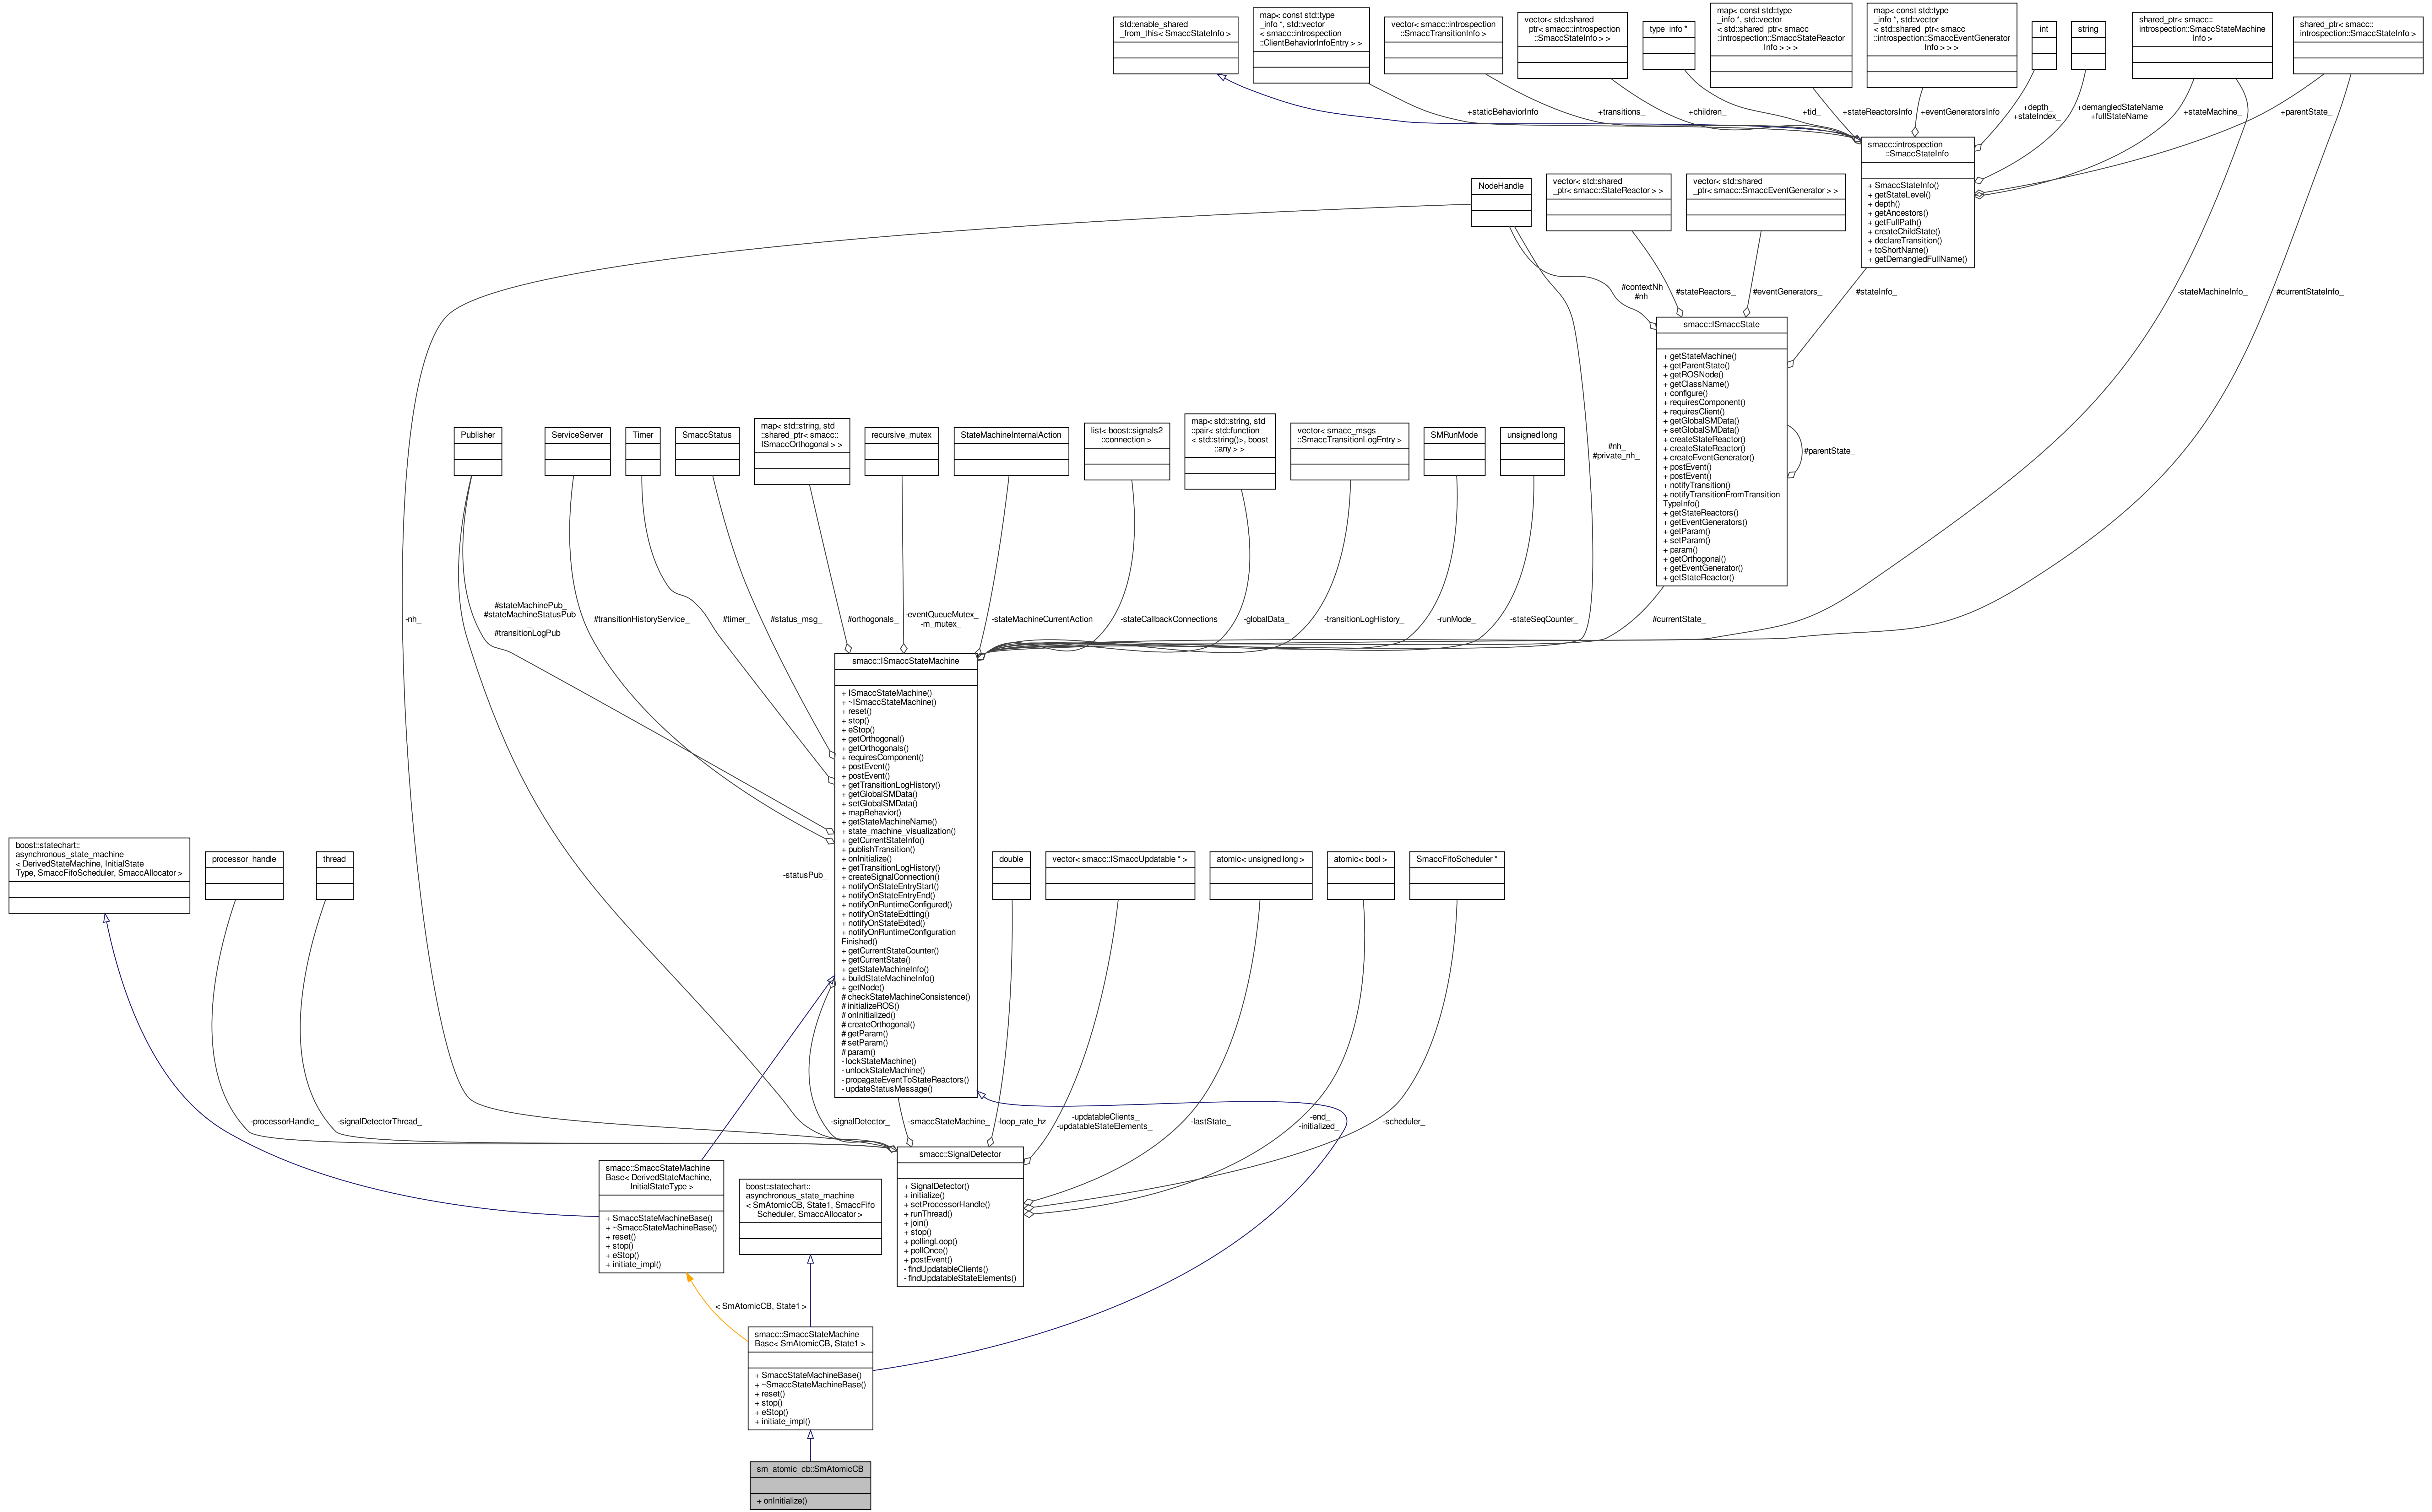 std::enable_shared
_from_this< SmaccStateInfo >
map< const std::type
_info *, std::vector
< smacc::introspection
::ClientBehaviorInfoEntry > >
vector< smacc::introspection
::SmaccTransitionInfo >
vector< std::shared
_ptr< smacc::introspection
::SmaccStateInfo > >
type_info *
map< const std::type
_info *, std::vector
< std::shared_ptr< smacc
::introspection::SmaccStateReactor
Info > > >
map< const std::type
_info *, std::vector
< std::shared_ptr< smacc
::introspection::SmaccEventGenerator
Info > > >
int
string
shared_ptr< smacc::
introspection::SmaccStateMachine
Info >
shared_ptr< smacc::
introspection::SmaccStateInfo >
+staticBehaviorInfo
+transitions_
+children_
+tid_
+stateReactorsInfo
+eventGeneratorsInfo
+depth_
+stateIndex_
+demangledStateName
+fullStateName
+stateMachine_
+parentState_
smacc::introspection
::SmaccStateInfo
+ SmaccStateInfo()
+ getStateLevel()
+ depth()
+ getAncestors()
+ getFullPath()
+ createChildState()
+ declareTransition()
+ toShortName()
+ getDemangledFullName()
NodeHandle
vector< std::shared
_ptr< smacc::StateReactor > >
vector< std::shared
_ptr< smacc::SmaccEventGenerator > >
#contextNh
#nh
#stateReactors_
#eventGenerators_
#stateInfo_
-stateMachineInfo_
#currentStateInfo_
smacc::ISmaccState
+ getStateMachine()
+ getParentState()
+ getROSNode()
+ getClassName()
+ configure()
+ requiresComponent()
+ requiresClient()
+ getGlobalSMData()
+ setGlobalSMData()
+ createStateReactor()
+ createStateReactor()
+ createEventGenerator()
+ postEvent()
+ postEvent()
+ notifyTransition()
+ notifyTransitionFromTransition
TypeInfo()
+ getStateReactors()
+ getEventGenerators()
+ getParam()
+ setParam()
+ param()
+ getOrthogonal()
+ getEventGenerator()
+ getStateReactor()
#parentState_
Publisher
ServiceServer
Timer
SmaccStatus
map< std::string, std
::shared_ptr< smacc::
ISmaccOrthogonal > >
recursive_mutex
StateMachineInternalAction
list< boost::signals2
::connection >
map< std::string, std
::pair< std::function
< std::string()>, boost
::any > >
vector< smacc_msgs
::SmaccTransitionLogEntry >
SMRunMode
unsigned long
#nh_
#private_nh_
-nh_
#stateMachinePub_
#stateMachineStatusPub
_
#transitionLogPub_
#transitionHistoryService_
#timer_
#status_msg_
#orthogonals_
-eventQueueMutex_
-m_mutex_
-stateMachineCurrentAction
-stateCallbackConnections
-globalData_
-transitionLogHistory_
-runMode_
-stateSeqCounter_
#currentState_
smacc::ISmaccStateMachine
+ ISmaccStateMachine()
+ ~ISmaccStateMachine()
+ reset()
+ stop()
+ eStop()
+ getOrthogonal()
+ getOrthogonals()
+ requiresComponent()
+ postEvent()
+ postEvent()
+ getTransitionLogHistory()
+ getGlobalSMData()
+ setGlobalSMData()
+ mapBehavior()
+ getStateMachineName()
+ state_machine_visualization()
+ getCurrentStateInfo()
+ publishTransition()
+ onInitialize()
+ getTransitionLogHistory()
+ createSignalConnection()
+ notifyOnStateEntryStart()
+ notifyOnStateEntryEnd()
+ notifyOnRuntimeConfigured()
+ notifyOnStateExitting()
+ notifyOnStateExited()
+ notifyOnRuntimeConfiguration
Finished()
+ getCurrentStateCounter()
+ getCurrentState()
+ getStateMachineInfo()
+ buildStateMachineInfo()
+ getNode()
# checkStateMachineConsistence()
# initializeROS()
# onInitialized()
# createOrthogonal()
# getParam()
# setParam()
# param()
- lockStateMachine()
- unlockStateMachine()
- propagateEventToStateReactors()
- updateStatusMessage()
boost::statechart::
asynchronous_state_machine
< DerivedStateMachine, InitialState
Type, SmaccFifoScheduler, SmaccAllocator >
processor_handle
thread
-statusPub_
double
vector< smacc::ISmaccUpdatable * >
atomic< unsigned long >
atomic< bool >
SmaccFifoScheduler *
-processorHandle_
-signalDetectorThread_
-signalDetector_
-smaccStateMachine_
-loop_rate_hz
-updatableClients_
-updatableStateElements_
-lastState_
-end_
-initialized_
-scheduler_
smacc::SignalDetector
+ SignalDetector()
+ initialize()
+ setProcessorHandle()
+ runThread()
+ join()
+ stop()
+ pollingLoop()
+ pollOnce()
+ postEvent()
- findUpdatableClients()
- findUpdatableStateElements()
smacc::SmaccStateMachine
Base< DerivedStateMachine,
InitialStateType >
+ SmaccStateMachineBase()
+ ~SmaccStateMachineBase()
+ reset()
+ stop()
+ eStop()
+ initiate_impl()
boost::statechart::
asynchronous_state_machine
< SmAtomicCB, State1, SmaccFifo
Scheduler, SmaccAllocator >
< SmAtomicCB, State1 >
smacc::SmaccStateMachine
Base< SmAtomicCB, State1 >
+ SmaccStateMachineBase()
+ ~SmaccStateMachineBase()
+ reset()
+ stop()
+ eStop()
+ initiate_impl()
sm_atomic_cb::SmAtomicCB
+ onInitialize()